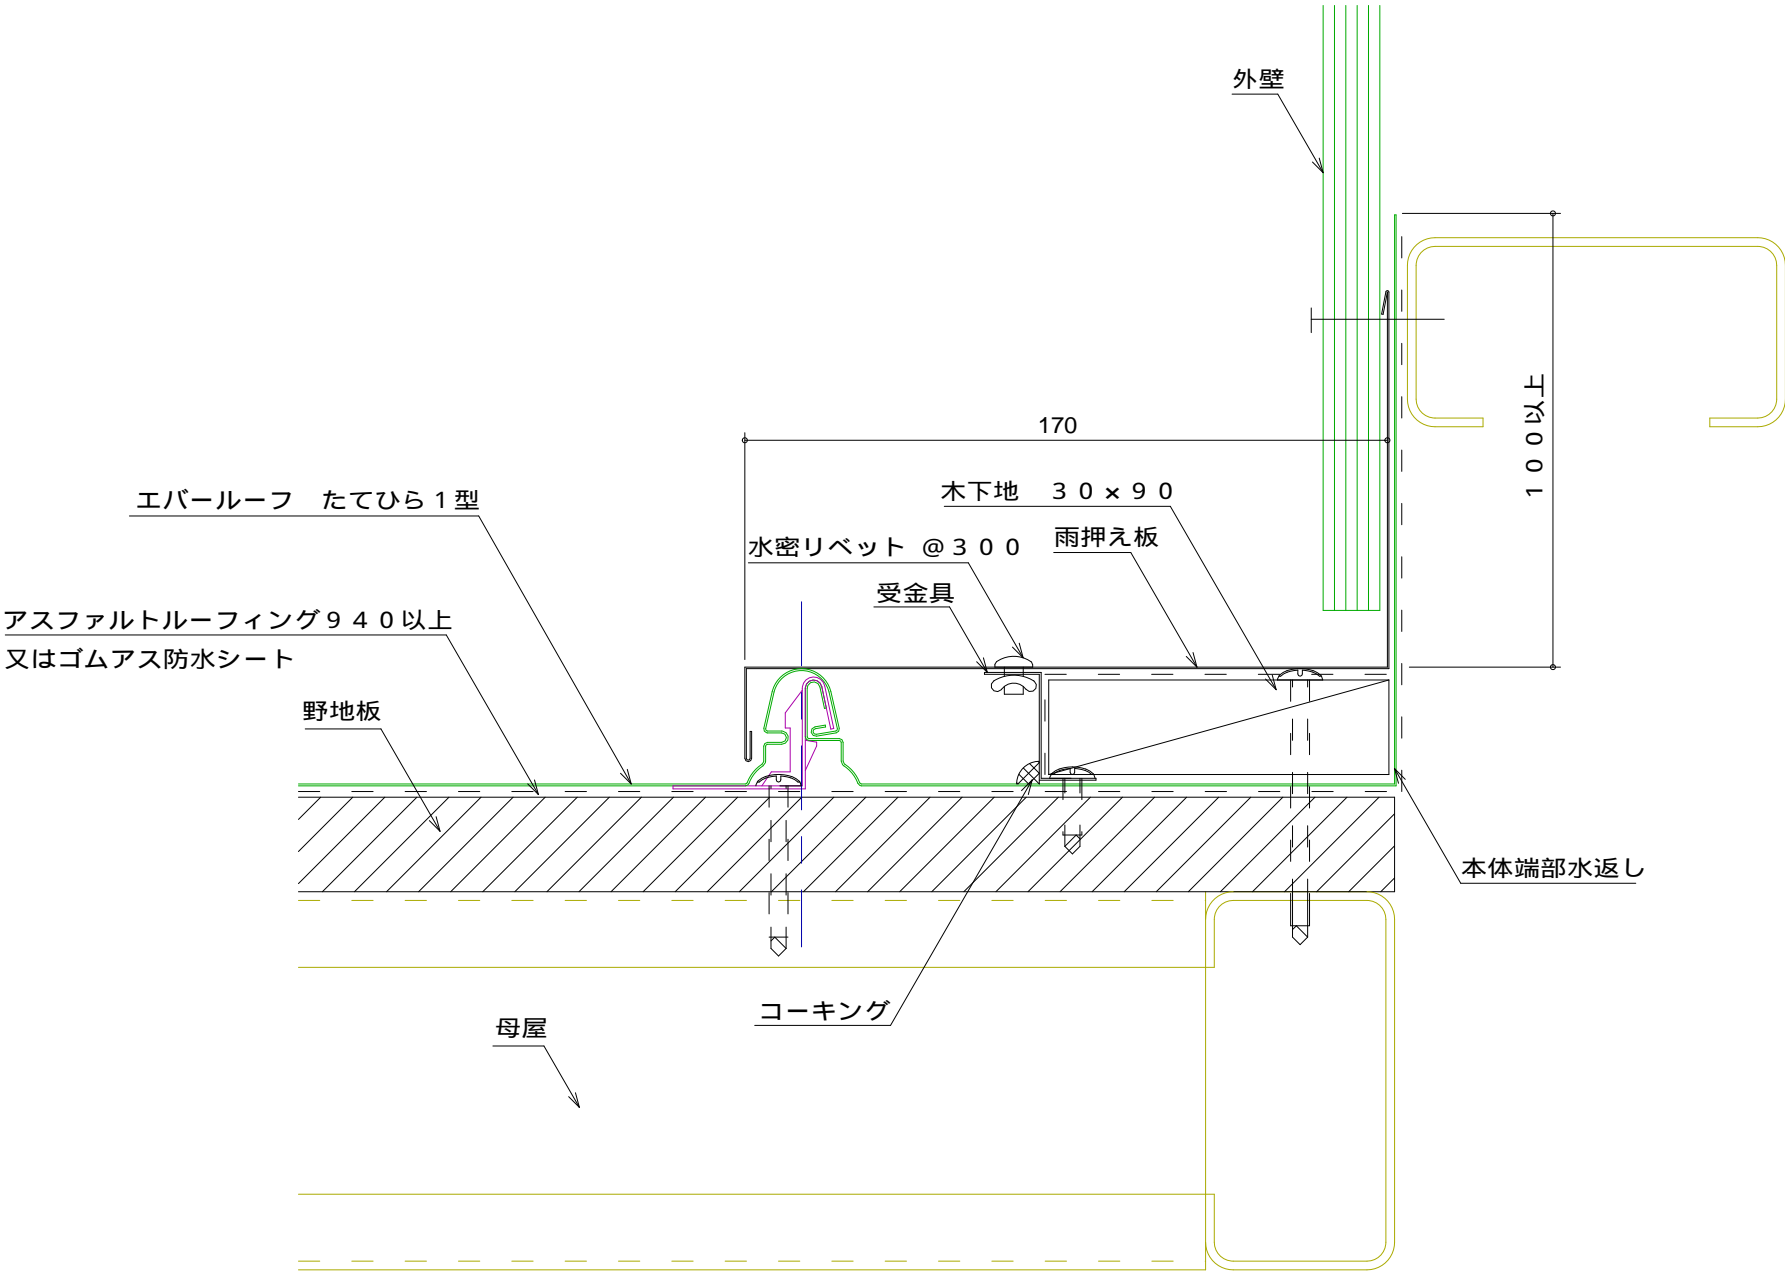 外壁
100以上
170
エバールーフ　たてひら１型
木下地　３０×９０
水密リベット ＠３００
雨押え板
受金具
アスファルトルーフィング９４０以上
又はゴムアス防水シート
野地板
本体端部水返し
コーキング
母屋